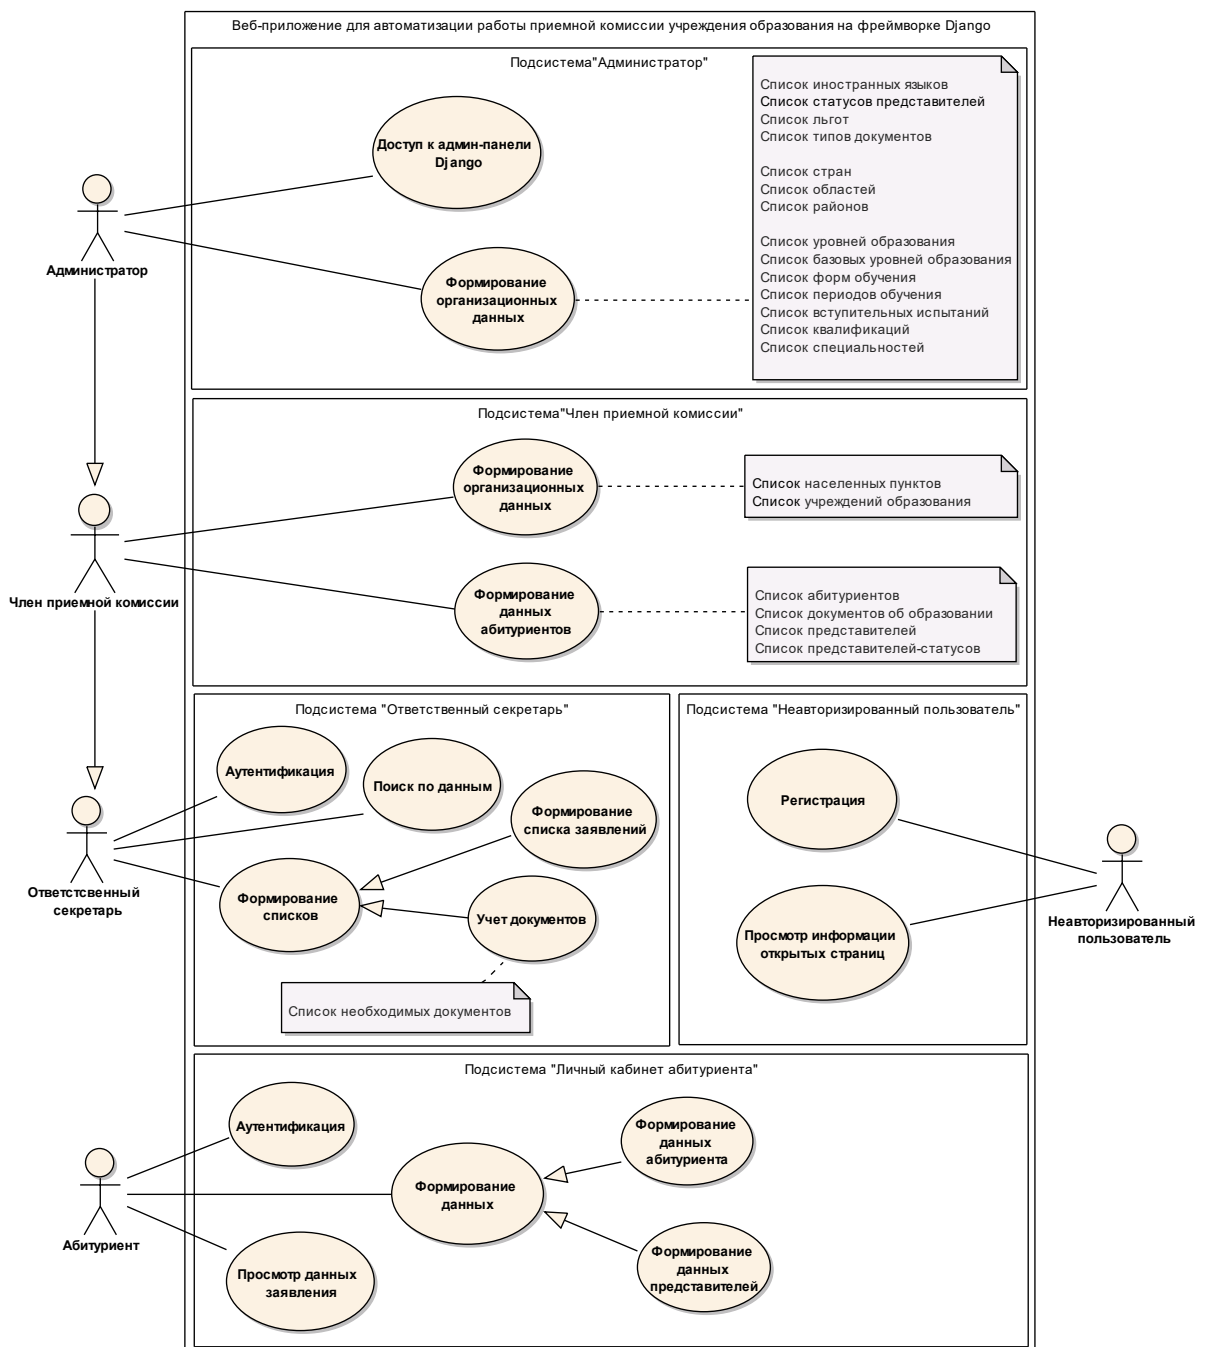 Веб-приложение для автоматизации работы приемной комиссии учреждения образования на фреймворке Django
Подсистема"Администратор"
Доступ к админ-панели
Django
Формирование
организационных
данных
Список иностранных языков
Список статусов представителей
Список льгот
Список типов документов
Список стран
Список областей
Список районов
Список уровней образования
Список базовых уровней образования
Список форм обучения
Список периодов обучения
Список вступительных испытаний
Список квалификаций
Список специальностей
Администратор
Подсистема"Член приемной комиссии"
Формирование
организационных
данных
Список населенных пунктов
Список учреждений образования
Формирование
данных
абитуриентов
Список абитуриентов
Список документов об образовании
Список представителей
Список представителей-статусов
Член приемной комиссии
Подсистема "Ответственный секретарь"
Аутентификация
Поиск по данным
Формирование
списка заявлений
Формирование
списков
Учет документов
Список необходимых документов
Ответстсвенный
секретарь
Подсистема "Неавторизированный пользователь"
Регистрация
Просмотр информации
открытых страниц
Неавторизированный
пользователь
Подсистема "Личный кабинет абитуриента"
Аутентификация
Формирование
данных
Формирование
данных
абитуриента
Формирование
данных
представителей
Просмотр данных
заявления
Абитуриент